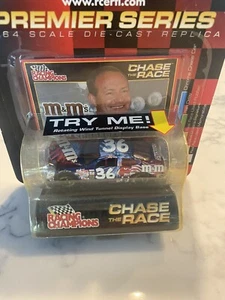 www.rcertl.com
PREMIER SERIES
64 SCALE DIE-CAST REPLICA
RACING CHAMPIONS
CHASE THE RACE
m&m's
TRY ME!
Rotating Wind Tunnel Display Base
36
36
m&m's
RACING CHAMPIONS
CHASE THE RACE